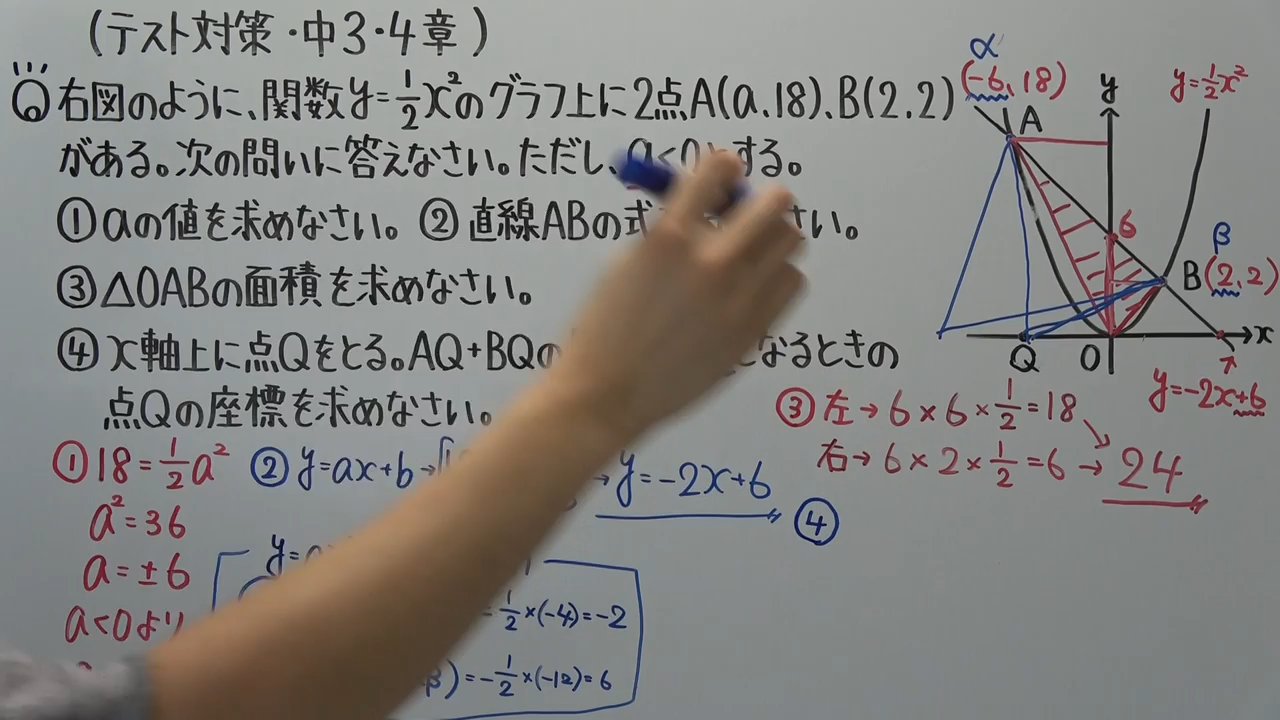 (テスト対策・中3・4章)
Q 右図のように、関数y=1/2x²のグラフ上に2点A(a.18)、B(2.2)
がある。次の問いに答えなさい。ただし、a<0とする。
①aの値を求めなさい。②直線ABの式 さい。
③△OABの面積を求めなさい。
④x軸上に点Qをとる。AQ+BQの なるときの
点Qの座標を求めなさい。
①18=1/2a²
a²=36
a=±6
a<0より
②y=ax+b→ →y=-2x+6
y=a
1/2×(-4)=-2
β)=-1/2×(-12)=6
③左→6×6×1/2=18
右→6×2×1/2=6→24
④
α
(-6,18)
A
y
y=1/2x²
6
β
B(2,2)
Q
O
x
y=-2x+6